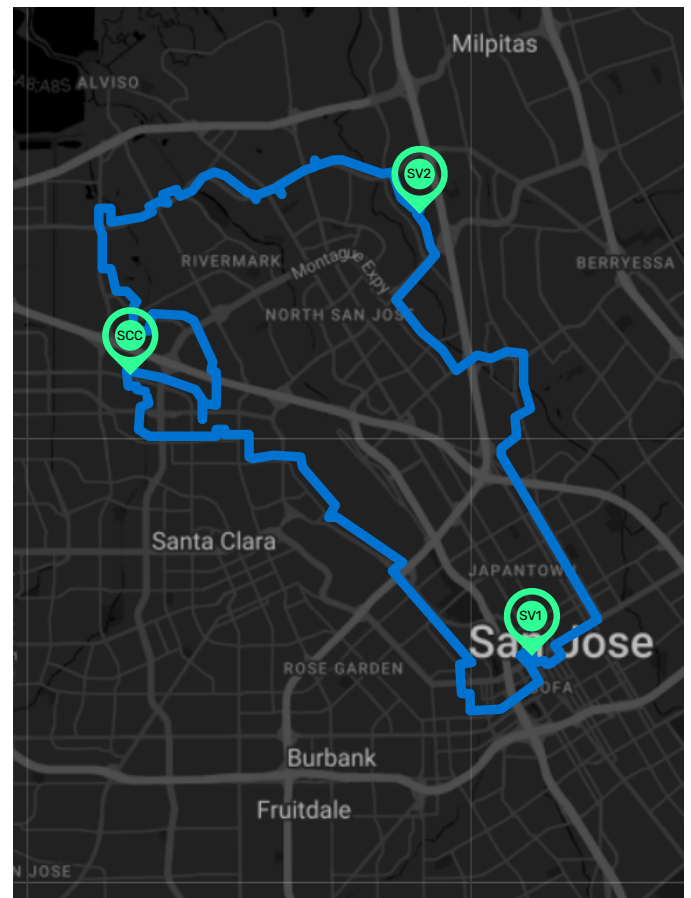 Milpitas
ALVISO
SV2
RIVERMARK
Montague Expy
BERRYESSA
NORTH SAN JOSE
SCC
Santa Clara
JAPANTOWN
SV1
San Jose
ROSE GARDEN
SOFA
Burbank
Fruitdale
N JOSE